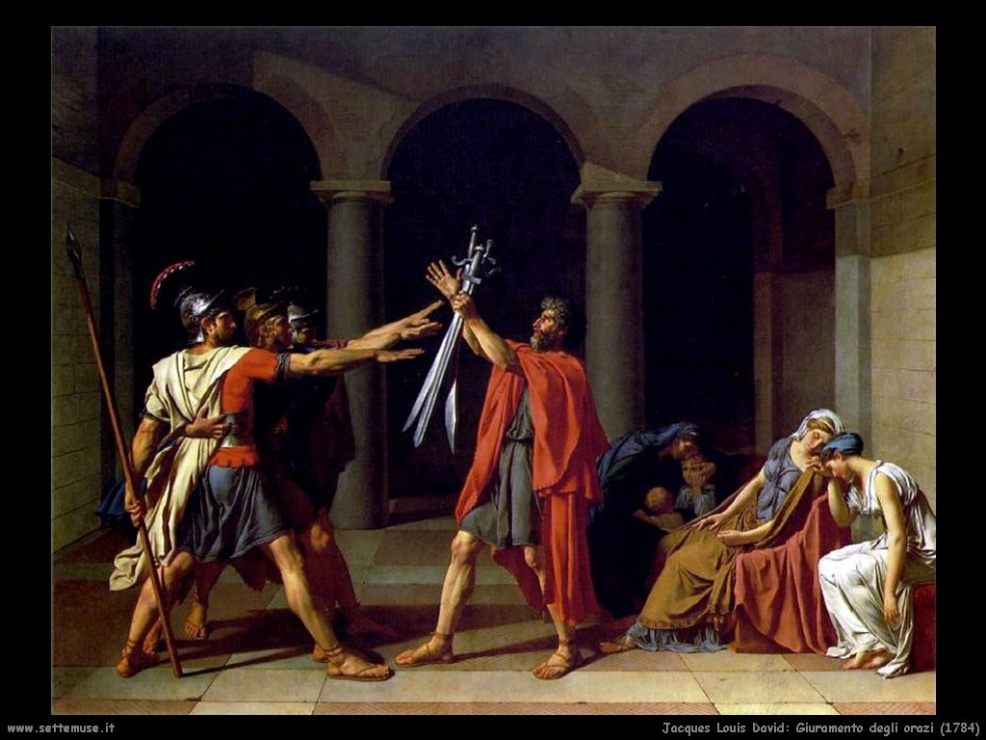 www.settemuse.it
Jacques Louis David: Giuramento degli orazi (1784)